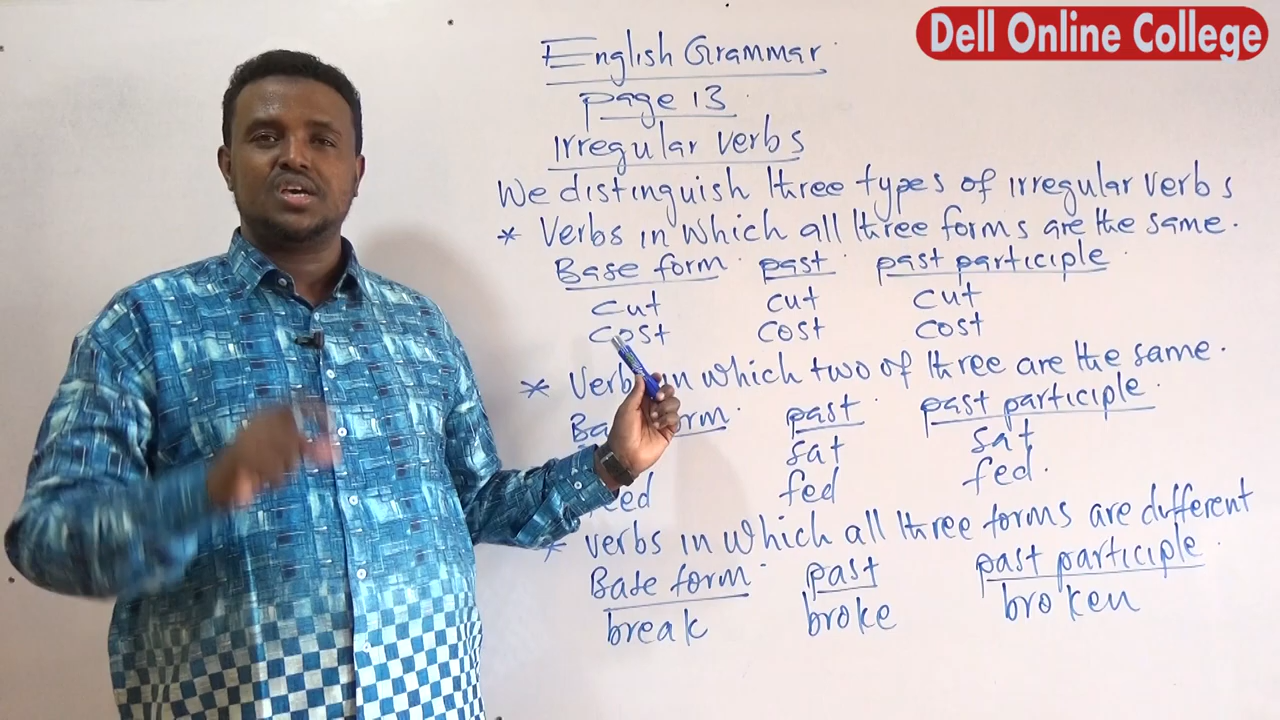 Dell Online College
English Grammar
page 13
Irregular verbs
We distinguish three types of irregular verbs
* Verbs in which all three forms are the same.
Base form past past participle
cut cut cut
cost cost cost
* Verbs in which two of three are the same.
past past participle
sat sat
fed fed.
* verbs in which all three forms are different
Base form past past participle
break broke broken